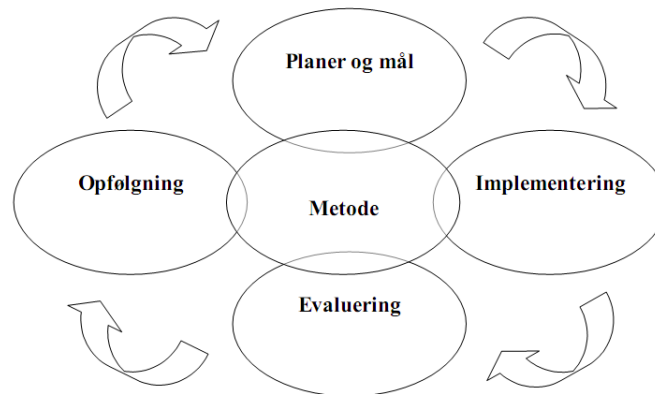 Planer og mål
Opfølgning
Metode
Implementering
Evaluering